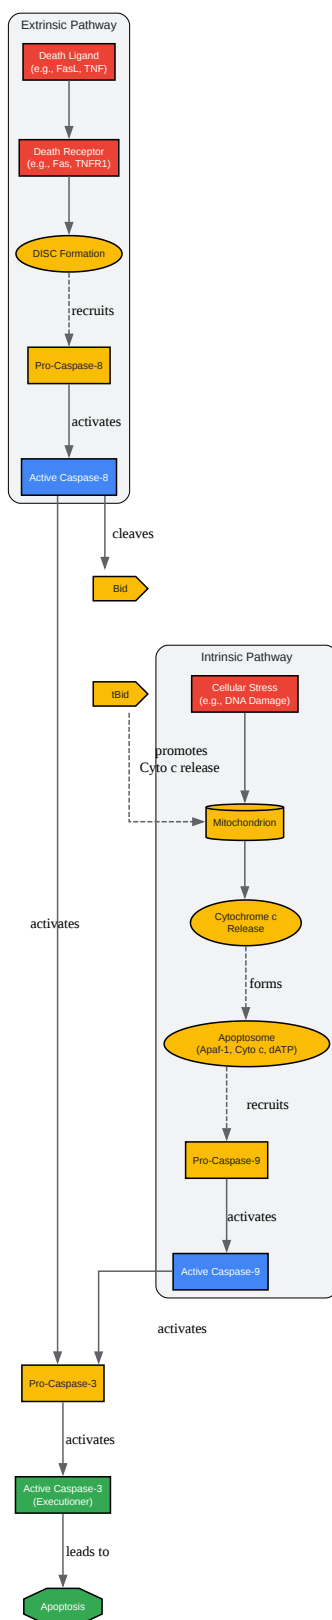 Extrinsic Pathway
Death Ligand
(e.g., FasL, TNF)
Death Receptor
(e.g., Fas, TNFR1)
DISC Formation
recruits
Pro-Caspase-8
activates
Active Caspase-8
cleaves
Bid
Intrinsic Pathway
tBid
Cellular Stress
(e.g., DNA Damage)
promotes
Cyto c release
Mitochondrion
Cytochrome c
Release
activates
forms
Apoptosome
(Apaf-1, Cyto c, dATP)
recruits
Pro-Caspase-9
activates
Active Caspase-9
activates
Pro-Caspase-3
activates
Active Caspase-3
(Executioner)
leads to
Apoptosis